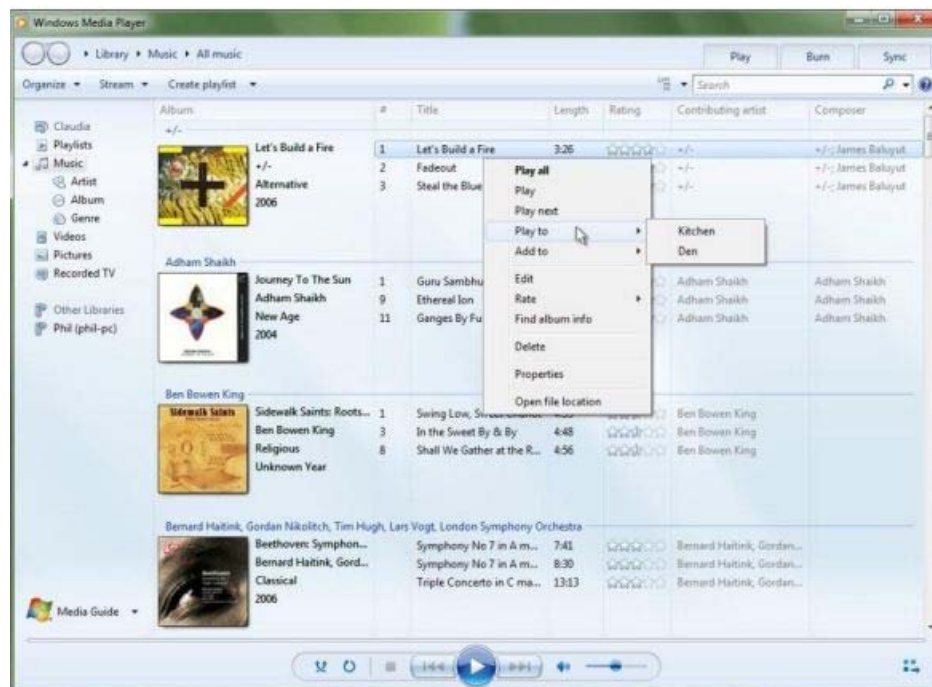 Windows Media Player
Library ▸ Music ▸ All music
Play Burn Sync
Organize Stream Create playlist Search
Album # Title Length Rating Contributing artist Composer
Claudia
Playlists
Music
Artist
Album
Genre
Videos
Pictures
Recorded TV
Other Libraries
Phil (phil-pc)
+/-
Let's Build a Fire 1 Let's Build a Fire 3:26 +/- +/-; James Baluyut
+/- 2 Fadeout +/- +/-; James Baluyut
Alternative 3 Steal the Blue +/- +/-; James Baluyut
2006
Play all
Play
Play next
Play to
Add to
Edit
Rate
Find album info
Delete
Properties
Open file location
Kitchen
Den
Adham Shaikh
Journey To The Sun 1 Guru Sambhu Adham Shaikh Adham Shaikh
Adham Shaikh 9 Ethereal Ion Adham Shaikh Adham Shaikh
New Age 11 Ganges By Fu Adham Shaikh Adham Shaikh
2004
Ben Bowen King
Sidewalk Saints
Sidewalk Saints: Roots... 1 Swing Low, Ben Bowen King
Ben Bowen King 3 In the Sweet By & By 4:48 Ben Bowen King
Religious 8 Shall We Gather at the R... 4:56 Ben Bowen King
Unknown Year
Bernard Haitink, Gordan Nikolitch, Tim Hugh, Lars Vogt, London Symphony Orchestra
Beethoven: Symphon... Symphony No 7 in A m... 7:41 Bernard Haitink, Gordan...
Bernard Haitink, Gord... Symphony No 7 in A m... 8:30 Bernard Haitink, Gordan...
Classical Triple Concerto in C ma... 13:13 Bernard Haitink, Gordan...
2006
Media Guide